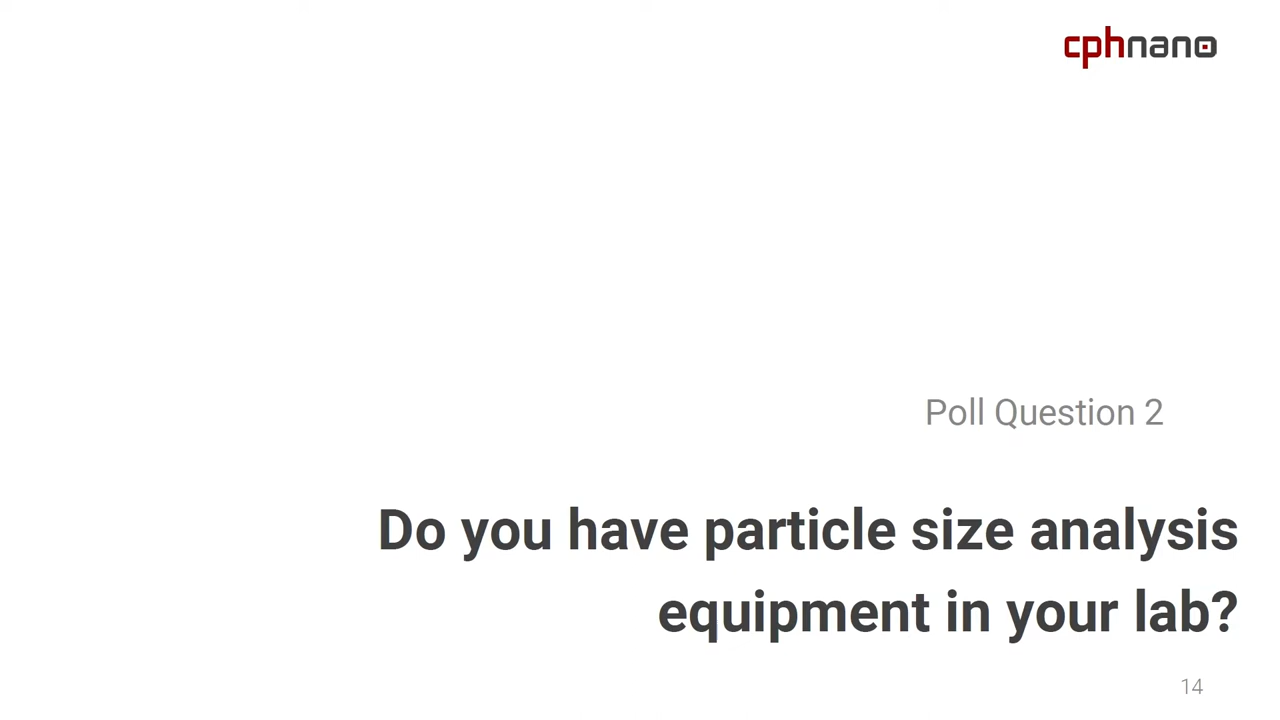 cphnano
Poll Question 2
Do you have particle size analysis
equipment in your lab?
14